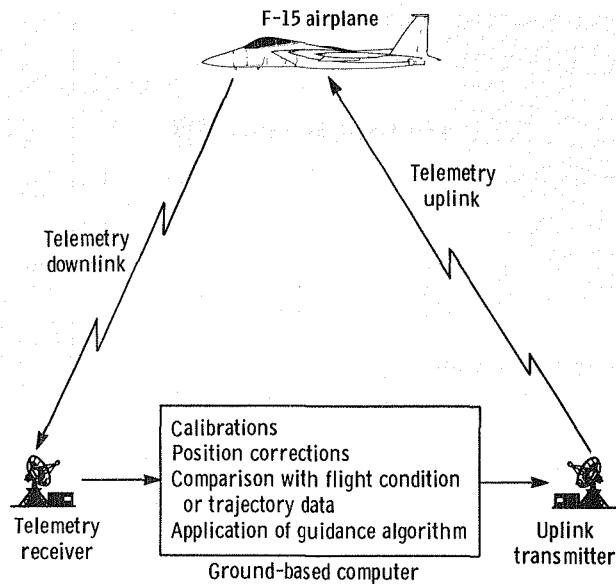 F-15 airplane
Telemetry
uplink
Telemetry
downlink
Calibrations
Position corrections
Comparison with flight condition
or trajectory data
Application of guidance algorithm
Telemetry
receiver
Ground-based computer
Uplink
transmitter